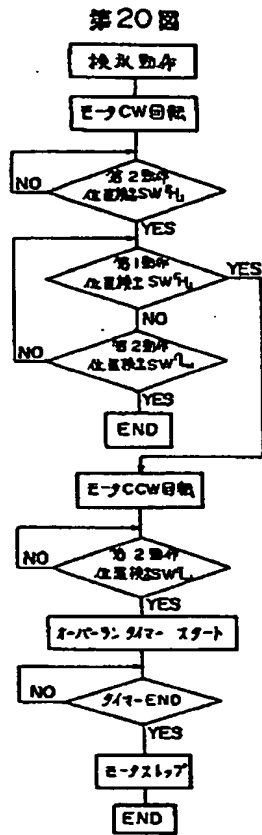 第20図
検瓶動作
モータCW回転
第2動作
位置検出SW"H"
NO
YES
第1動作
位置検出SW"H"
YES
NO
第2動作
位置検出SW"L"
NO
YES
END
モータCCW回転
第2動作
位置検出SW"L"
NO
YES
オーバーランタイマー スタート
タイマーEND
NO
YES
モータストップ
END